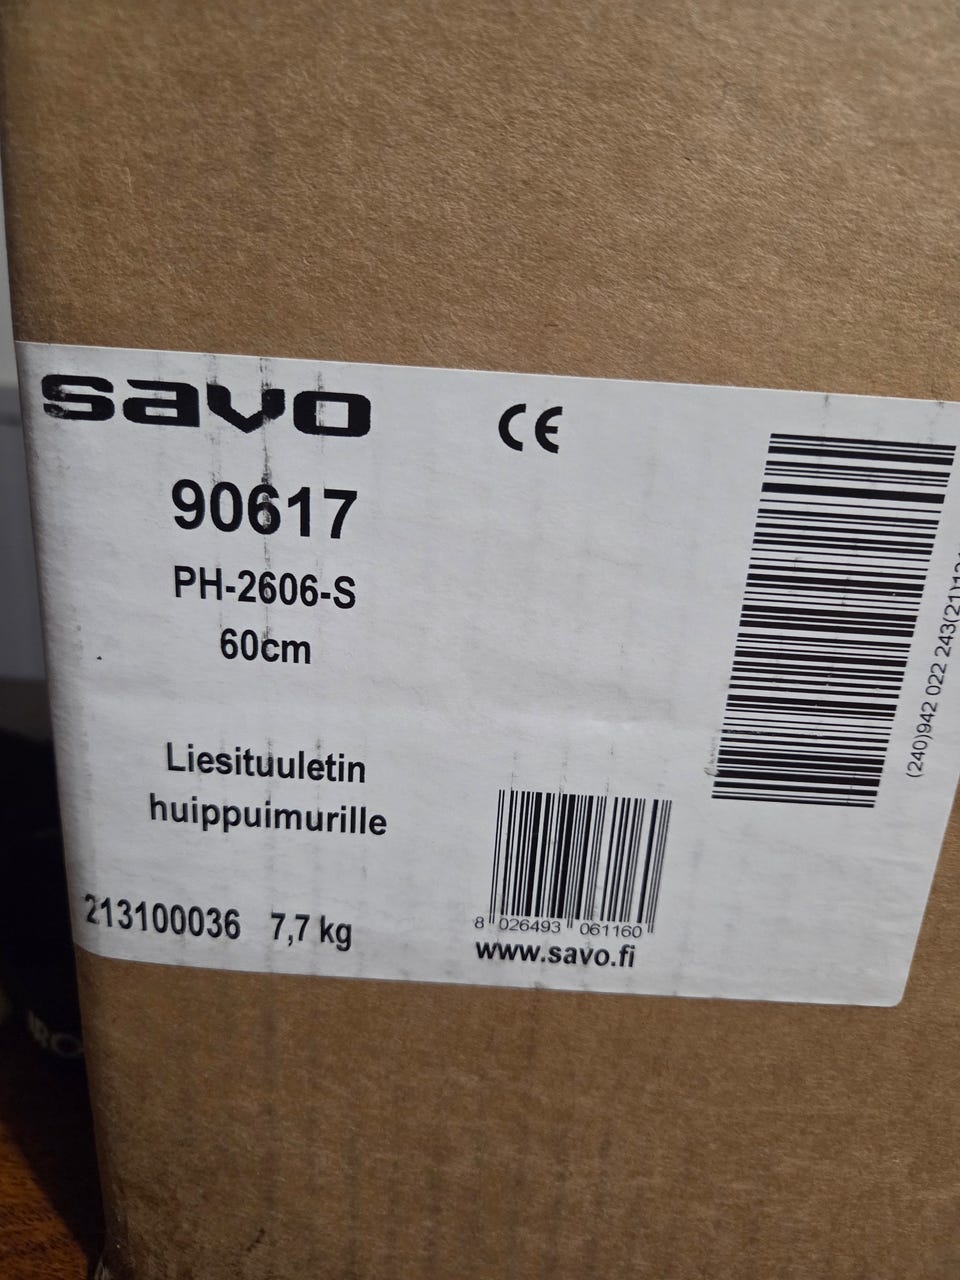 savo
CE
90617
PH-2606-S
60cm
Liesituuletin
huippuimurille
213100036 7,7 kg
8 026493 061160
www.savo.fi
(240)942 022 243(21)